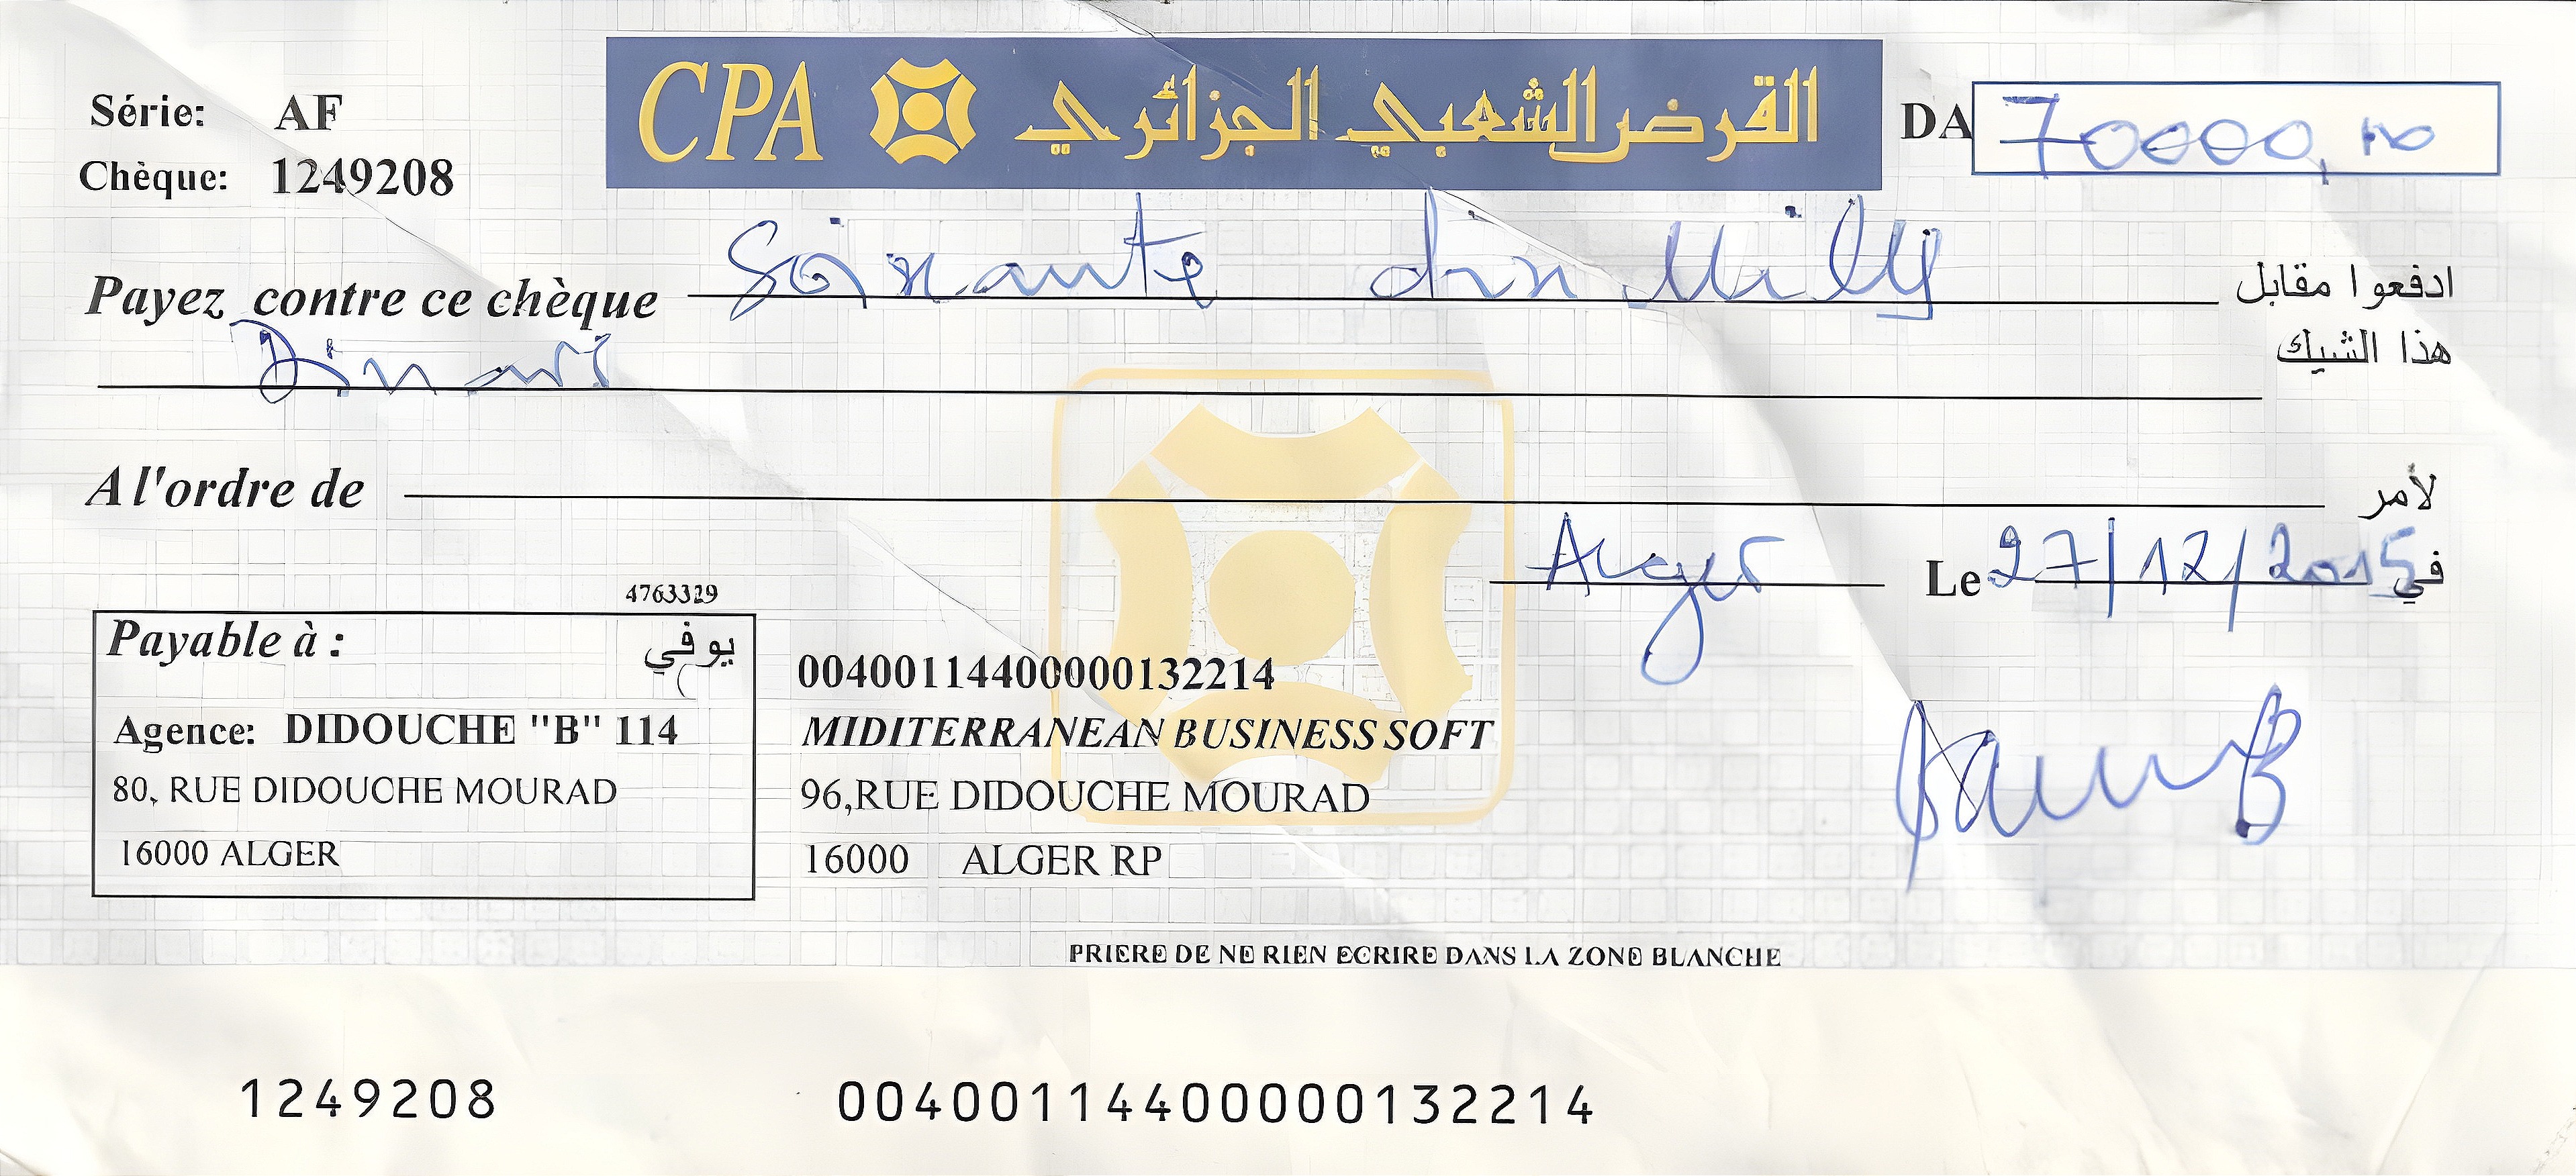 CPA القرض الشعبي الجزائري
Série: AF
Chèque: 1249208
DA 70000,00
Payez contre ce chèque Soixante dix Mille ادفعوا مقابل
هذا الشيك
Dinars
A l'ordre de لأمر
Alger Le 27/12/2015 في
4763329
Payable à : يوفي
Agence: DIDOUCHE "B" 114
80, RUE DIDOUCHE MOURAD
16000 ALGER
00400114400000132214
MIDITERRANEAN BUSINESS SOFT
96,RUE DIDOUCHE MOURAD
16000 ALGER RP
PRIERE DE NE RIEN ECRIRE DANS LA ZONE BLANCHE
1249208 00400114400000132214